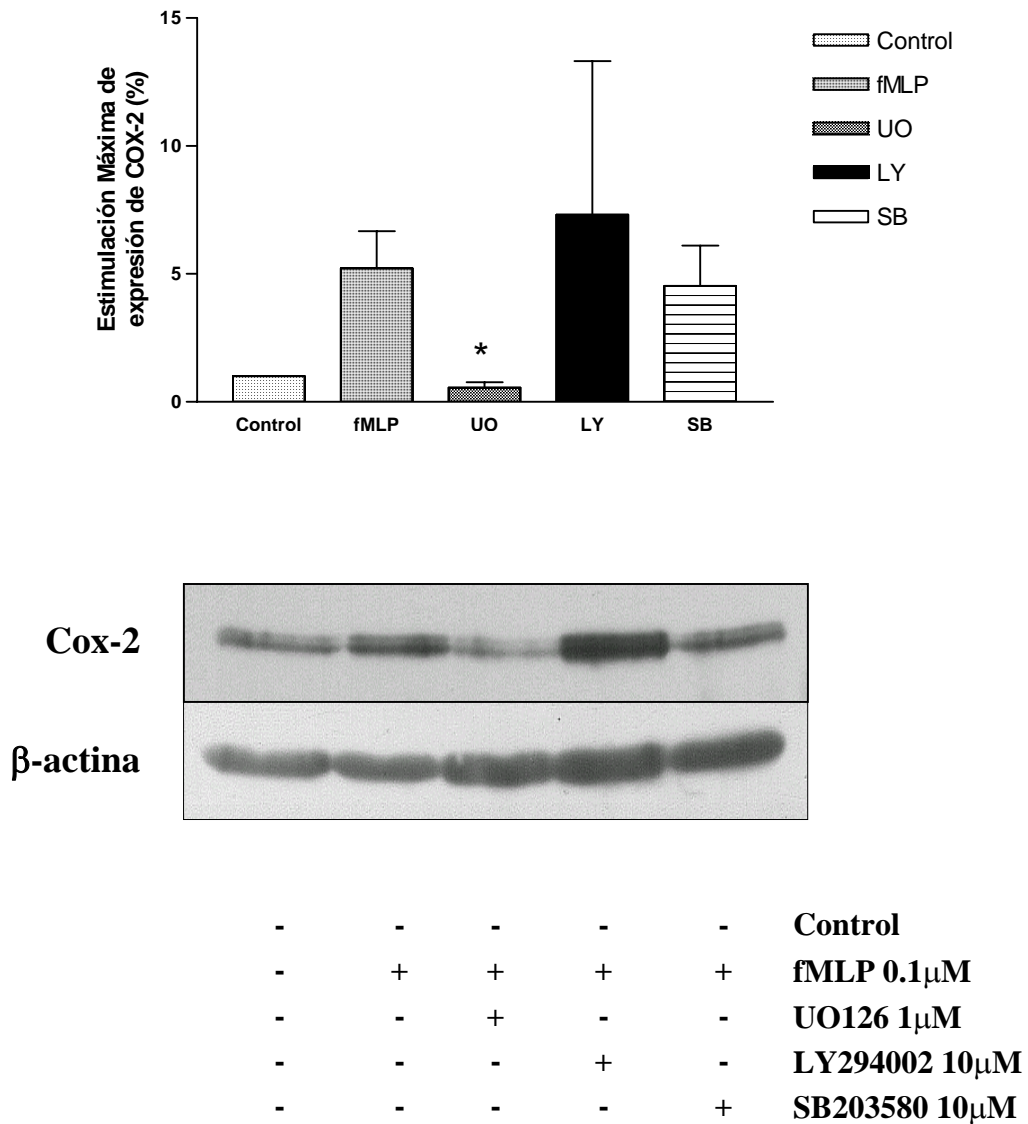 Estimulación Máxima de
expresión de COX-2 (%)
15
10
5
0
*
Control
fMLP
UO
LY
SB
Control fMLP UO LY SB
Cox-2
β-actina
- - - - - Control
- + + + + fMLP 0.1μM
- - + - - UO126 1μM
- - - + - LY294002 10μM
- - - - + SB203580 10μM